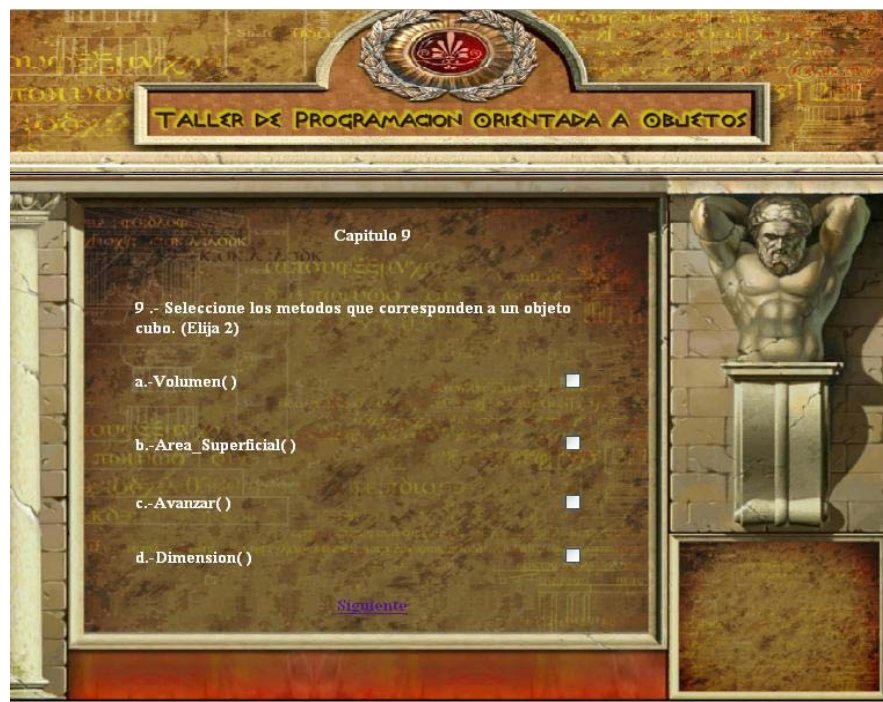 TALLER DE PROGRAMACION ORIENTADA A OBJETOS
Capitulo 9
9 .- Seleccione los metodos que corresponden a un objeto
cubo. (Elija 2)
a.-Volumen( )
b.-Area_Superficial( )
c.-Avanzar( )
d.-Dimension( )
Siguiente